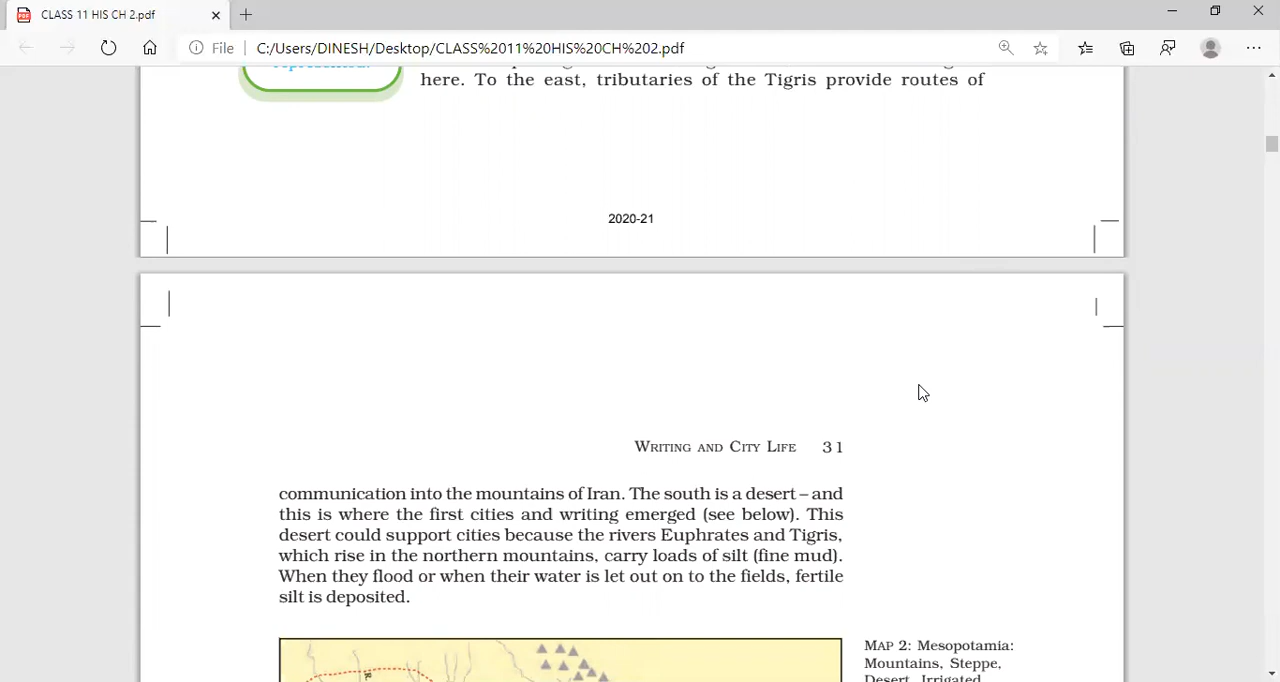 CLASS 11 HIS CH 2.pdf
File C:/Users/DINESH/Desktop/CLASS%2011%20HIS%20CH%202.pdf
here. To the east, tributaries of the Tigris provide routes of
2020-21
WRITING AND CITY LIFE 31
communication into the mountains of Iran. The south is a desert – and
this is where the first cities and writing emerged (see below). This
desert could support cities because the rivers Euphrates and Tigris,
which rise in the northern mountains, carry loads of silt (fine mud).
When they flood or when their water is let out on to the fields, fertile
silt is deposited.
MAP 2: Mesopotamia:
Mountains, Steppe,
Desert, Irrigated